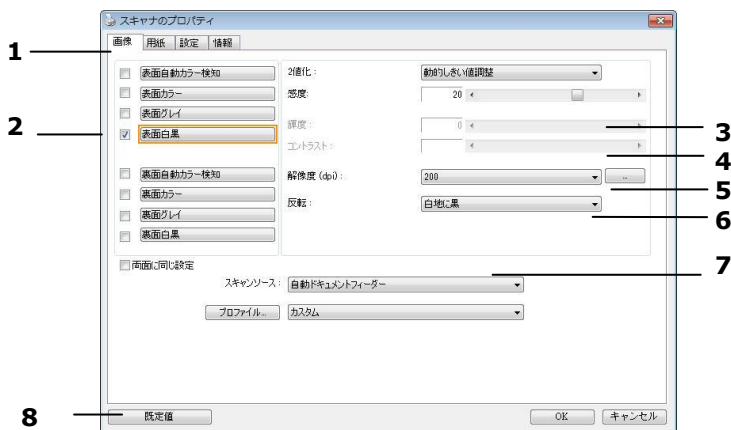 スキャナのプロパティ
画像 用紙 設定 情報
1
表面自動カラー検知 2値化: 動的しきい値調整
表面カラー 感度: 20
表面グレイ
2 表面白黒 輝度: 0 3
コントラスト: 4
裏面自動カラー検知 解像度 (dpi): 200 .. 5
裏面カラー 反転: 白地に黒 6
裏面グレイ
裏面白黒
両面に同じ設定 7
スキャンソース: 自動ドキュメントフィーダー
プロファイル... カスタム
8 既定値 OK キャンセル